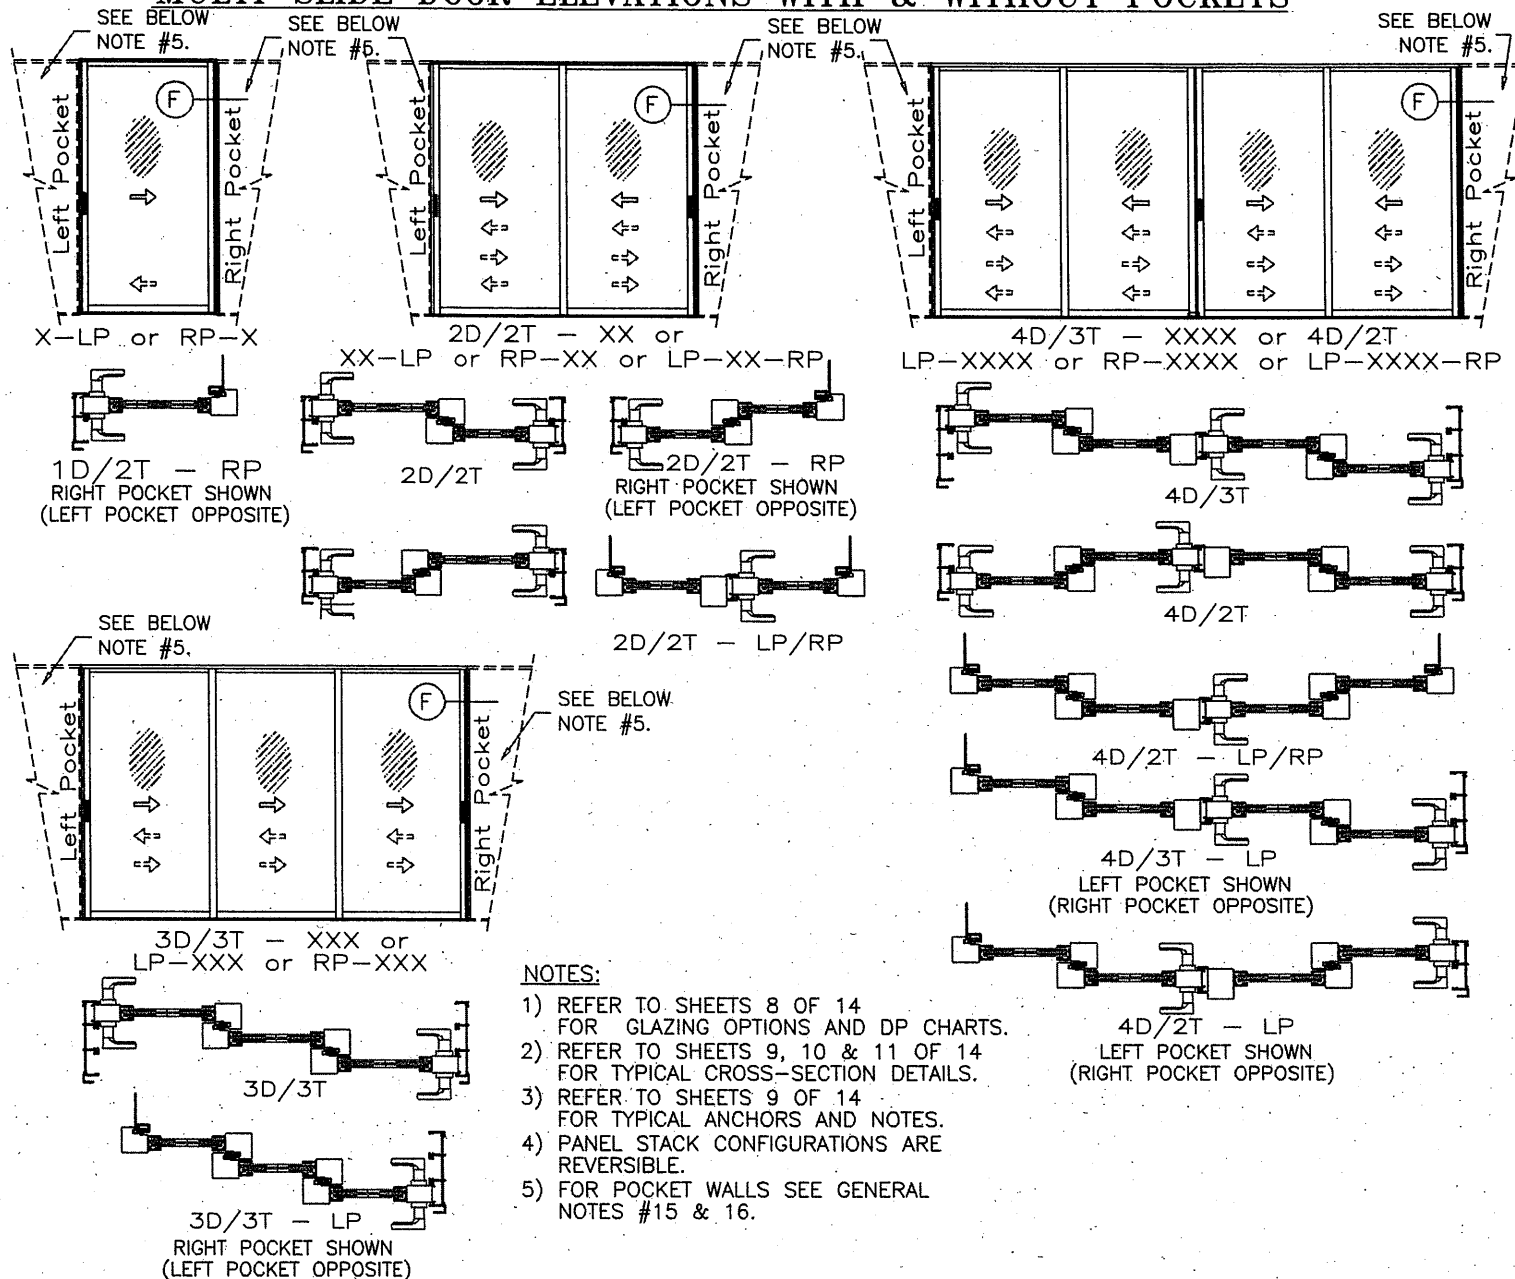 MULTI SLIDE DOOR ELEVATIONS WITH & WITHOUT POCKETS
SEE BELOW
NOTE #5.
SEE BELOW
NOTE #5.
SEE BELOW
NOTE #5.
SEE BELOW
NOTE #5.
Left Pocket
F
Right Pocket
Left Pocket
F
Right Pocket
Left Pocket
F
Right Pocket
X-LP or RP-X
2D/2T - XX or
XX-LP or RP-XX or LP-XX-RP
4D/3T - XXXX or 4D/2T
LP-XXXX or RP-XXXX or LP-XXXX-RP
1D/2T - RP
RIGHT POCKET SHOWN
(LEFT POCKET OPPOSITE)
2D/2T
2D/2T - RP
RIGHT POCKET SHOWN
(LEFT POCKET OPPOSITE)
4D/3T
2D/2T - LP/RP
4D/2T
SEE BELOW
NOTE #5.
Left Pocket
F
Right Pocket
SEE BELOW
NOTE #5.
4D/2T - LP/RP
4D/3T - LP
LEFT POCKET SHOWN
(RIGHT POCKET OPPOSITE)
3D/3T - XXX or
LP-XXX or RP-XXX
4D/2T - LP
LEFT POCKET SHOWN
(RIGHT POCKET OPPOSITE)
3D/3T
3D/3T - LP
RIGHT POCKET SHOWN
(LEFT POCKET OPPOSITE)
NOTES:
1) REFER TO SHEETS 8 OF 14
FOR GLAZING OPTIONS AND DP CHARTS.
2) REFER TO SHEETS 9, 10 & 11 OF 14
FOR TYPICAL CROSS-SECTION DETAILS.
3) REFER TO SHEETS 9 OF 14
FOR TYPICAL ANCHORS AND NOTES.
4) PANEL STACK CONFIGURATIONS ARE
REVERSIBLE.
5) FOR POCKET WALLS SEE GENERAL
NOTES #15 & 16.